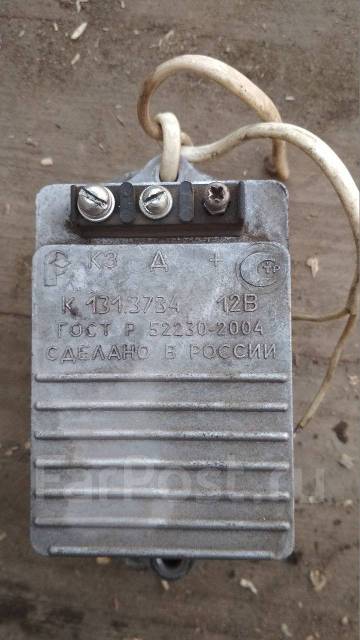 КЗ Д +
К 131.3734 12В
ГОСТ Р 52230-2004
СДЕЛАНО В РОССИИ
FarPost.ru